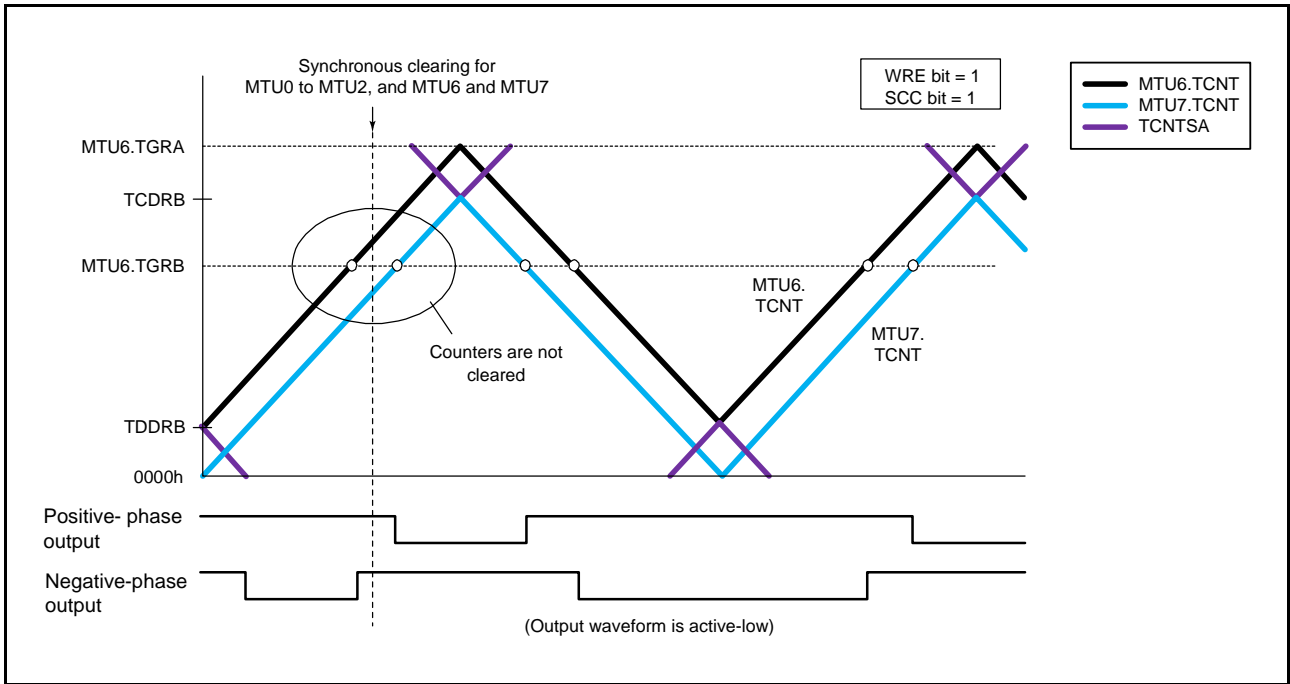 Synchronous clearing for
MTU0 to MTU2, and MTU6 and MTU7
WRE bit = 1
SCC bit = 1
MTU6.TCNT
MTU7.TCNT
TCNTSA
MTU6.TGRA
TCDRB
MTU6.TGRB
TDDRB
0000h
Counters are not
cleared
MTU6.
TCNT
MTU7.
TCNT
Positive- phase
output
Negative-phase
output
(Output waveform is active-low)